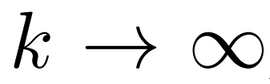 k → ∞